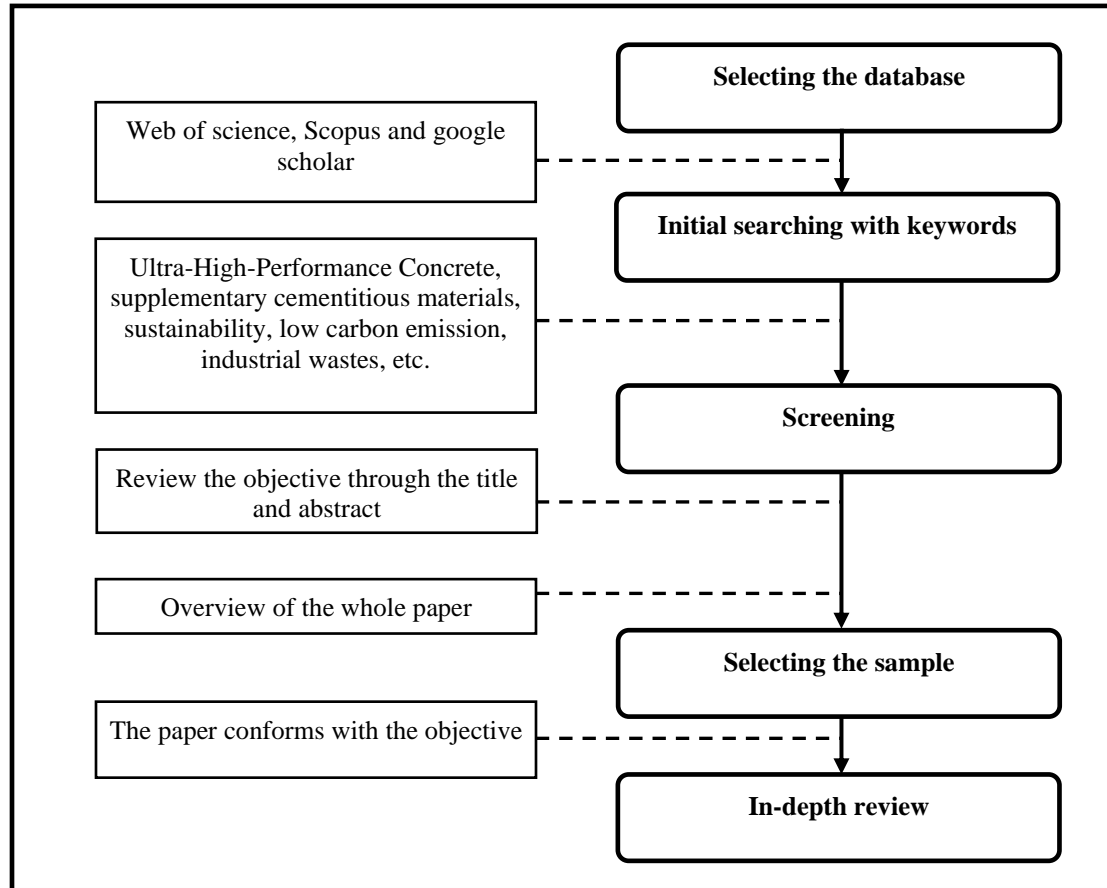 Selecting the database
Web of science, Scopus and google
scholar
Initial searching with keywords
Ultra-High-Performance Concrete,
supplementary cementitious materials,
sustainability, low carbon emission,
industrial wastes, etc.
Screening
Review the objective through the title
and abstract
Overview of the whole paper
Selecting the sample
The paper conforms with the objective
In-depth review